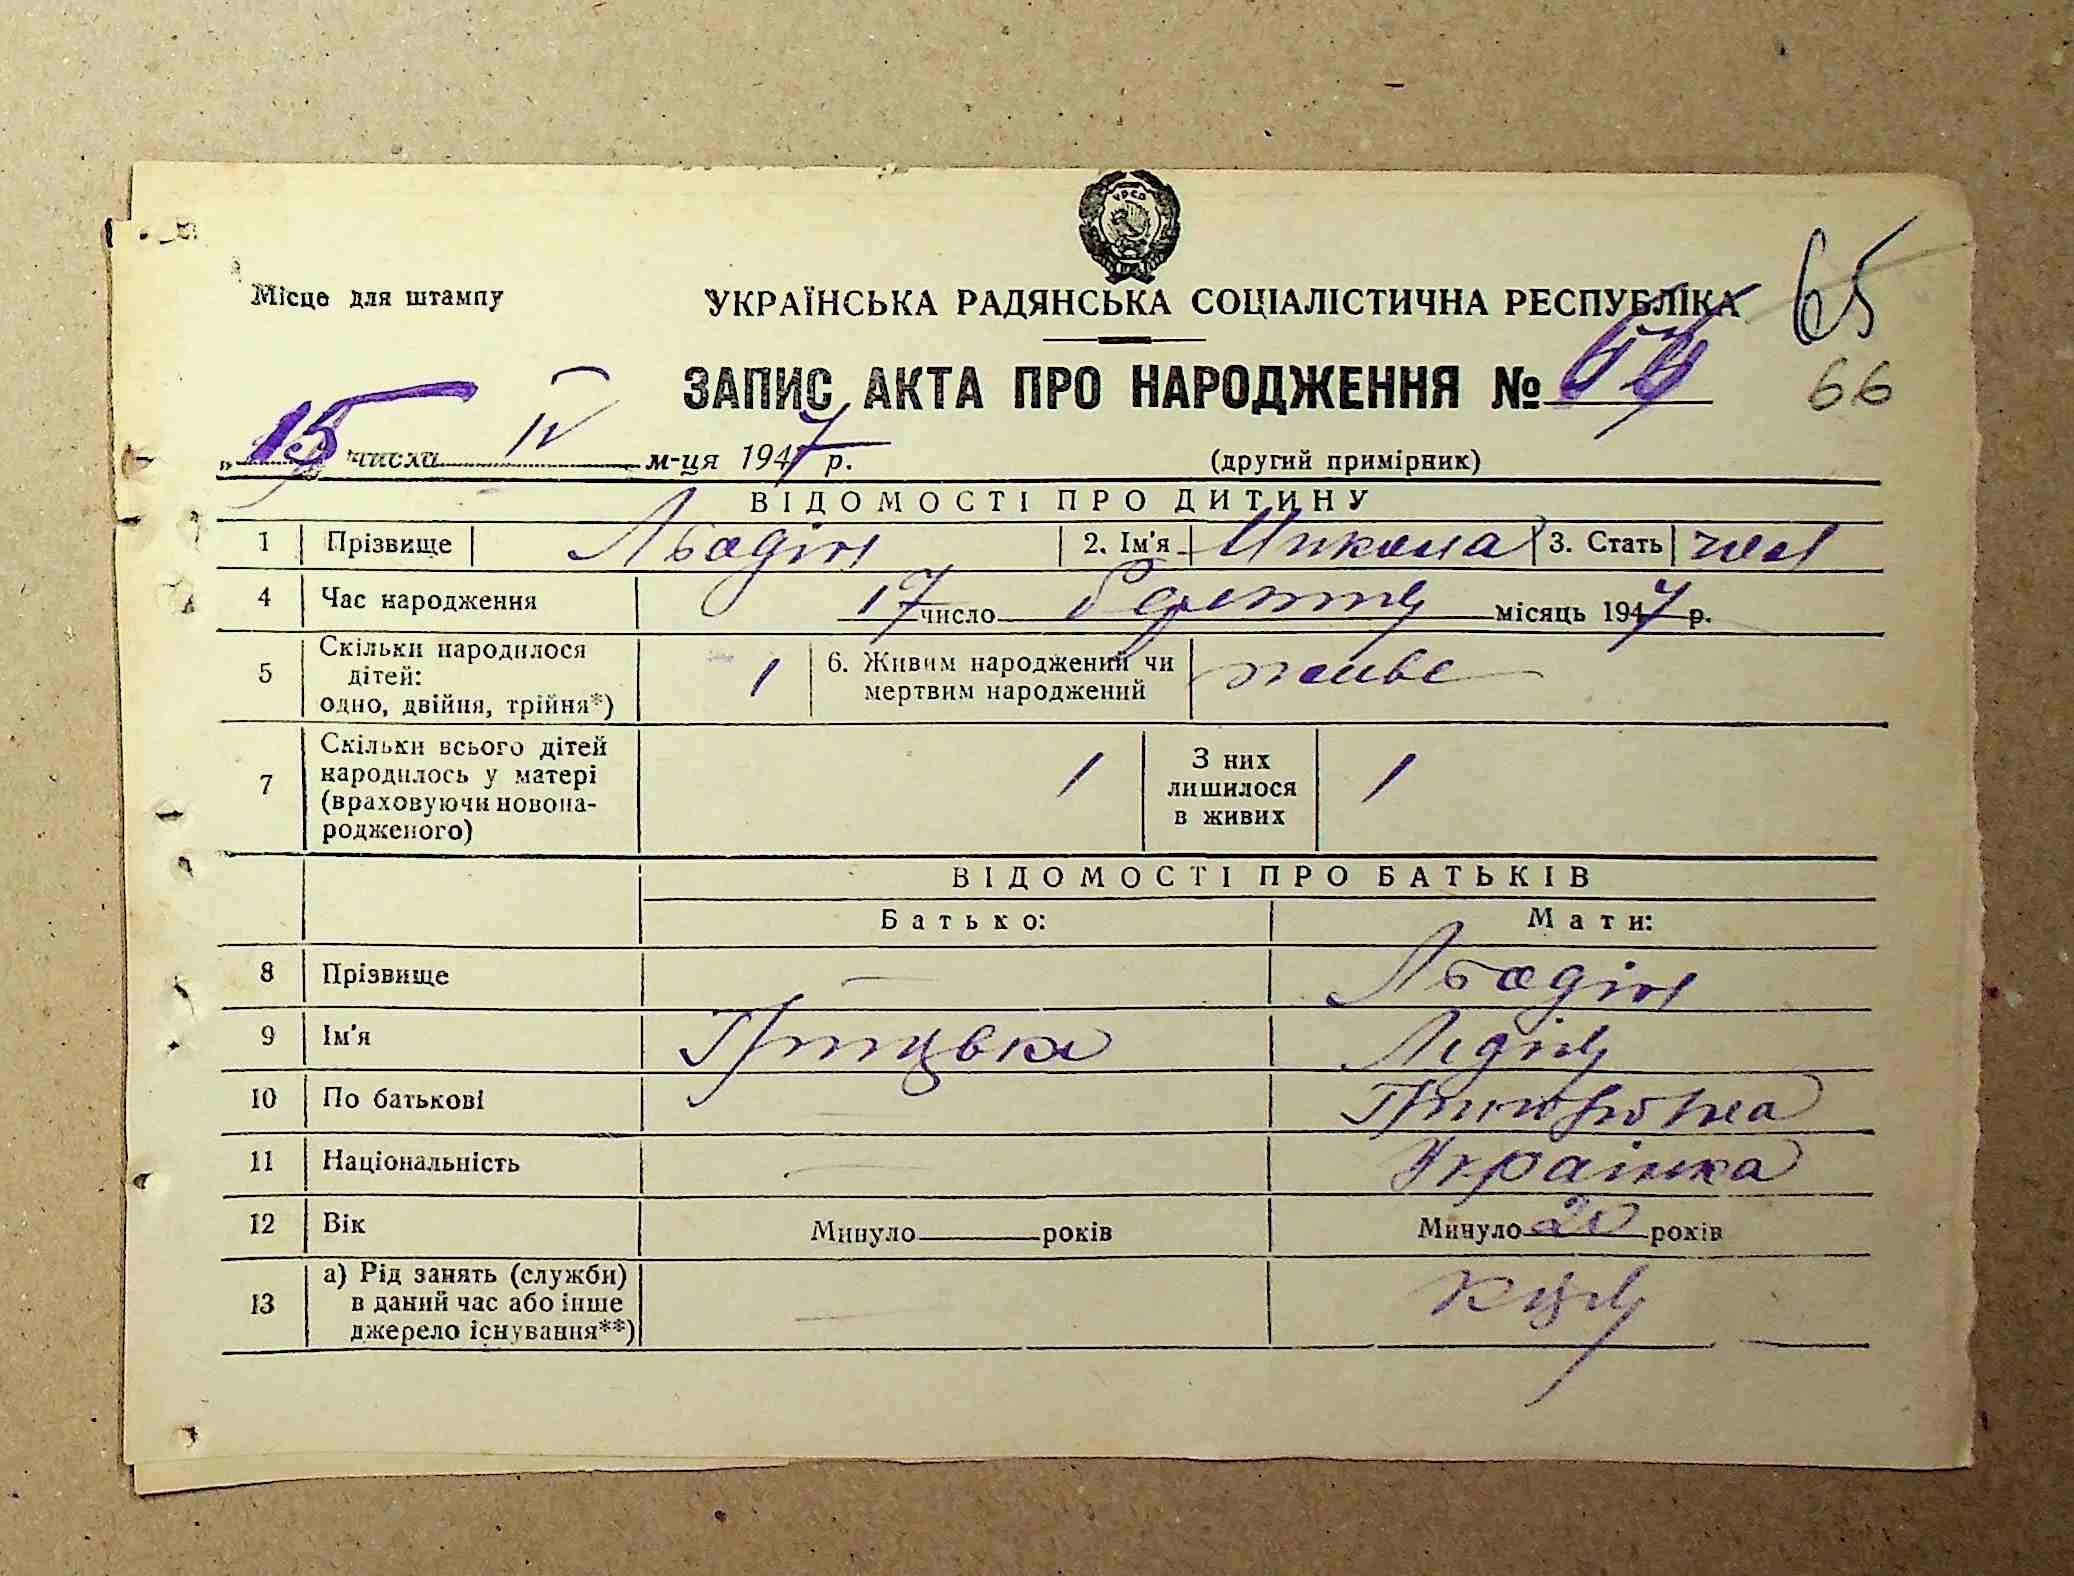 УРСР
65
Місце для штампу
УКРАЇНСЬКА РАДЯНСЬКА СОЦІАЛІСТИЧНА РЕСПУБЛІКА
ЗАПИС АКТА ПРО НАРОДЖЕННЯ №
66
„15 числа IV м-ця 1947 р.
(другий примірник)
ВІДОМОСТІ ПРО ДИТИНУ
1 Прізвище Льодін 2. Ім'я Микола 3. Стать чол
4 Час народження 17 число місяць 1947 р.
5 Скільки народилося дітей: одно, двійня, трійня*) 1 6. Живим народжений чи мертвим народжений живе
7 Скільки всього дітей народилось у матері (враховуючи новонародженого) 1 З них лишилося в живих 1
ВІДОМОСТІ ПРО БАТЬКІВ
Батько: Мати:
8 Прізвище — Льодін
9 Ім'я Лідія
10 По батькові —
11 Національність — Українка
12 Вік Минуло років Минуло 20 років
13 а) Рід занять (служби) в даний час або інше джерело існування**) —